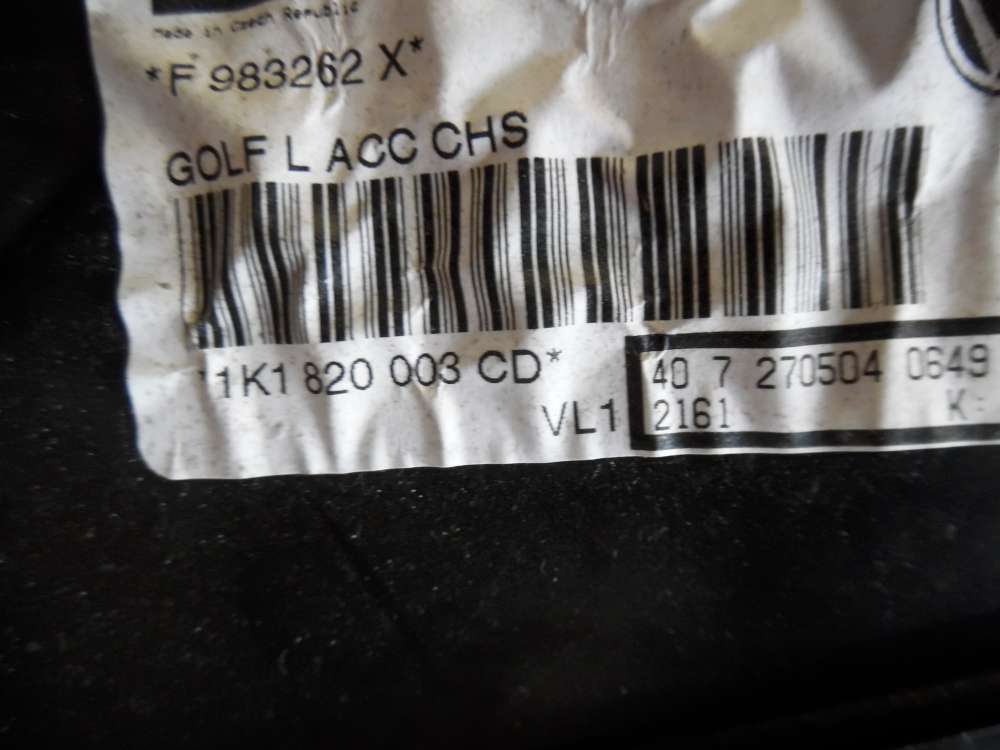 Made in Czech Republic
*F 983262 X*
GOLF L ACC CHS
*1K1 820 003 CD*
VL1
40 7 270504 0649
2161 K: